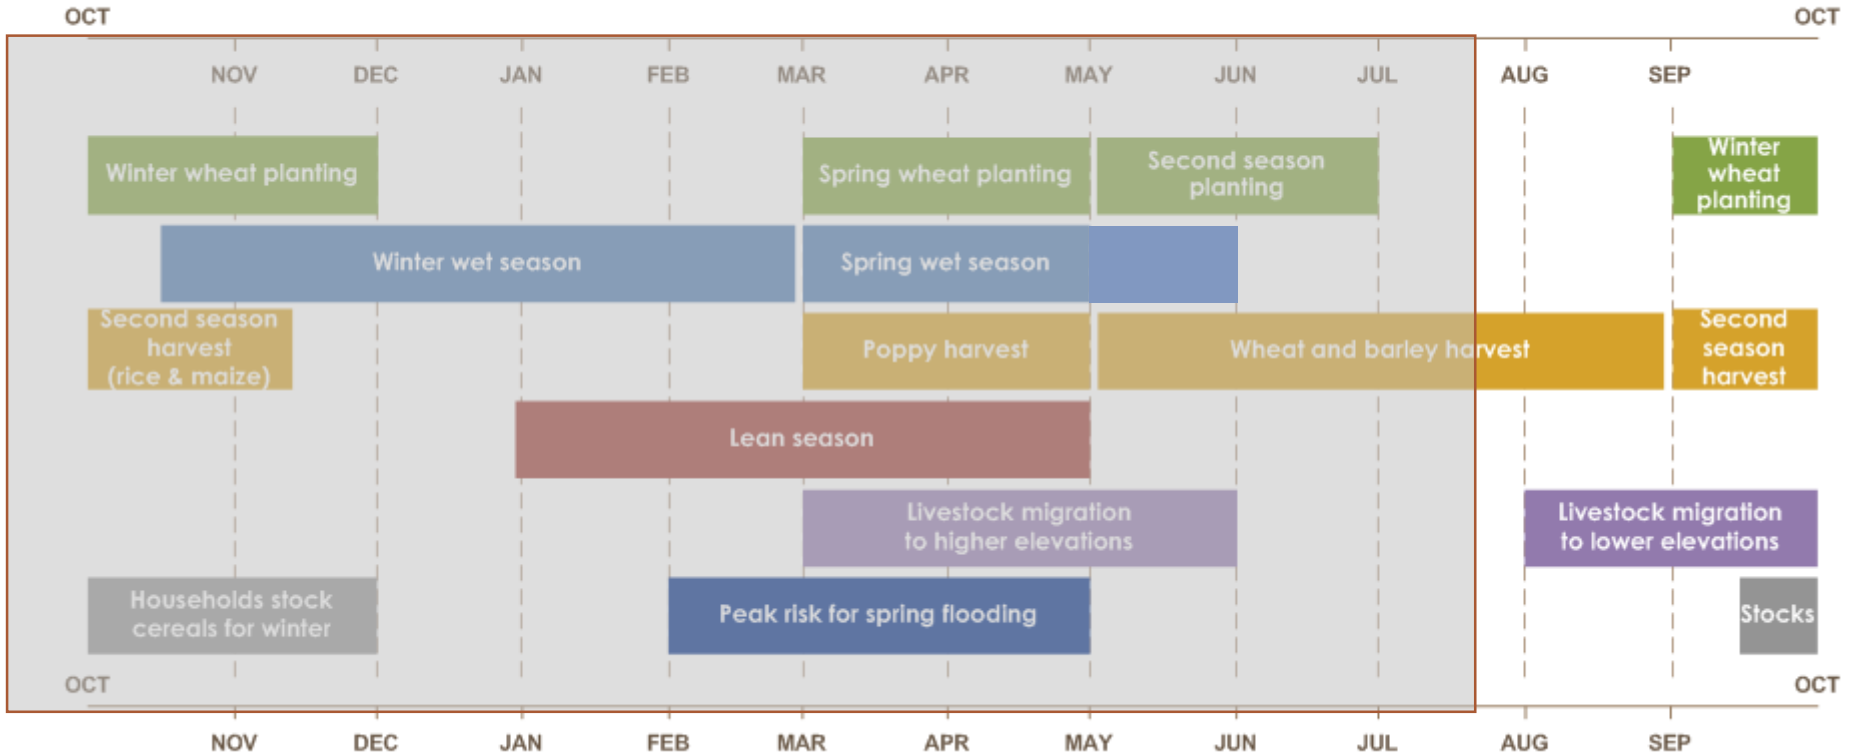 OCT OCT
NOV DEC JAN FEB MAR APR MAY JUN JUL AUG SEP
Winter wheat planting
Spring wheat planting
Second season
planting
Winter
wheat
planting
Winter wet season
Spring wet season
Second season
harvest
(rice & maize)
Poppy harvest
Wheat and barley harvest
Second
season
harvest
Lean season
Livestock migration
to higher elevations
Livestock migration
to lower elevations
Households stock
cereals for winter
Peak risk for spring flooding
Stocks
OCT OCT
NOV DEC JAN FEB MAR APR MAY JUN JUL AUG SEP